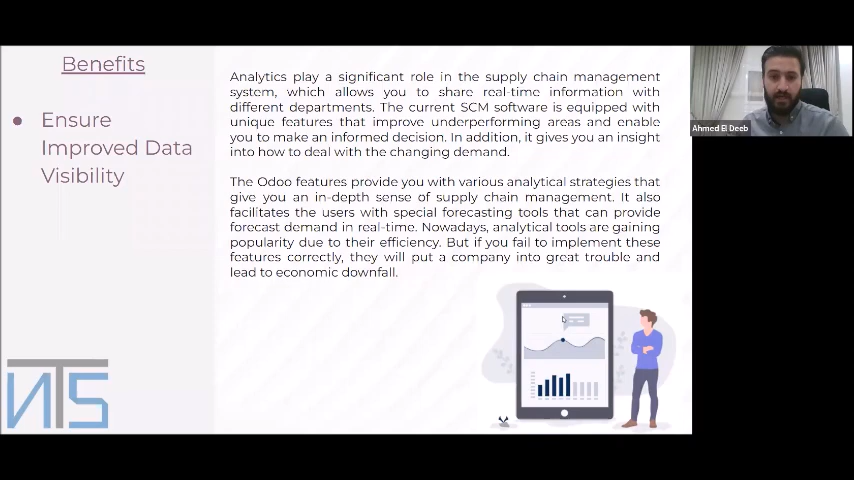 Benefits
● Ensure
Improved Data
Visibility
Analytics play a significant role in the supply chain management
system, which allows you to share real-time information with
different departments. The current SCM software is equipped with
unique features that improve underperforming areas and enable
you to make an informed decision. In addition, it gives you an insight
into how to deal with the changing demand.
The Odoo features provide you with various analytical strategies that
give you an in-depth sense of supply chain management. It also
facilitates the users with special forecasting tools that can provide
forecast demand in real-time. Nowadays, analytical tools are gaining
popularity due to their efficiency. But if you fail to implement these
features correctly, they will put a company into great trouble and
lead to economic downfall.
NTS
Ahmed El Deeb